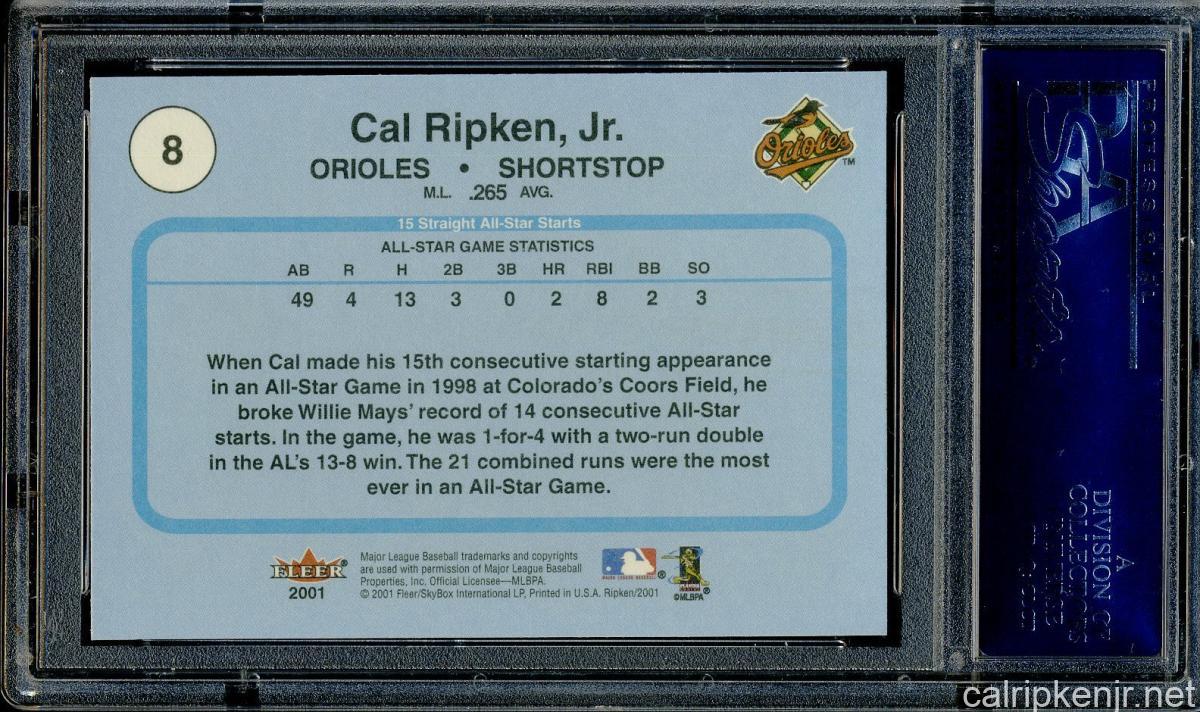 8
Cal Ripken, Jr.
Orioles
TM
ORIOLES • SHORTSTOP
M.L. .265 AVG.
15 Straight All-Star Starts
ALL-STAR GAME STATISTICS
AB R H 2B 3B HR RBI BB SO
49 4 13 3 0 2 8 2 3
When Cal made his 15th consecutive starting appearance
in an All-Star Game in 1998 at Colorado's Coors Field, he
broke Willie Mays' record of 14 consecutive All-Star
starts. In the game, he was 1-for-4 with a two-run double
in the AL's 13-8 win. The 21 combined runs were the most
ever in an All-Star Game.
FLEER®
2001
Major League Baseball trademarks and copyrights
are used with permission of Major League Baseball
Properties, Inc. Official Licensee—MLBPA.
© 2001 Fleer/SkyBox International LP, Printed in U.S.A. Ripken/2001
©MLBPA
PSA
A
DIVISION OF
COLLECTORS
calripkenjr.net